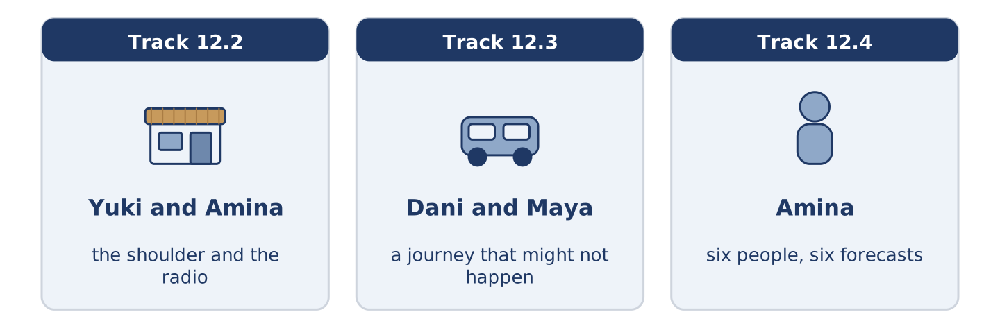 Track 12.2
Yuki and Amina
the shoulder and the
radio
Track 12.3
Dani and Maya
a journey that might not
happen
Track 12.4
Amina
six people, six forecasts